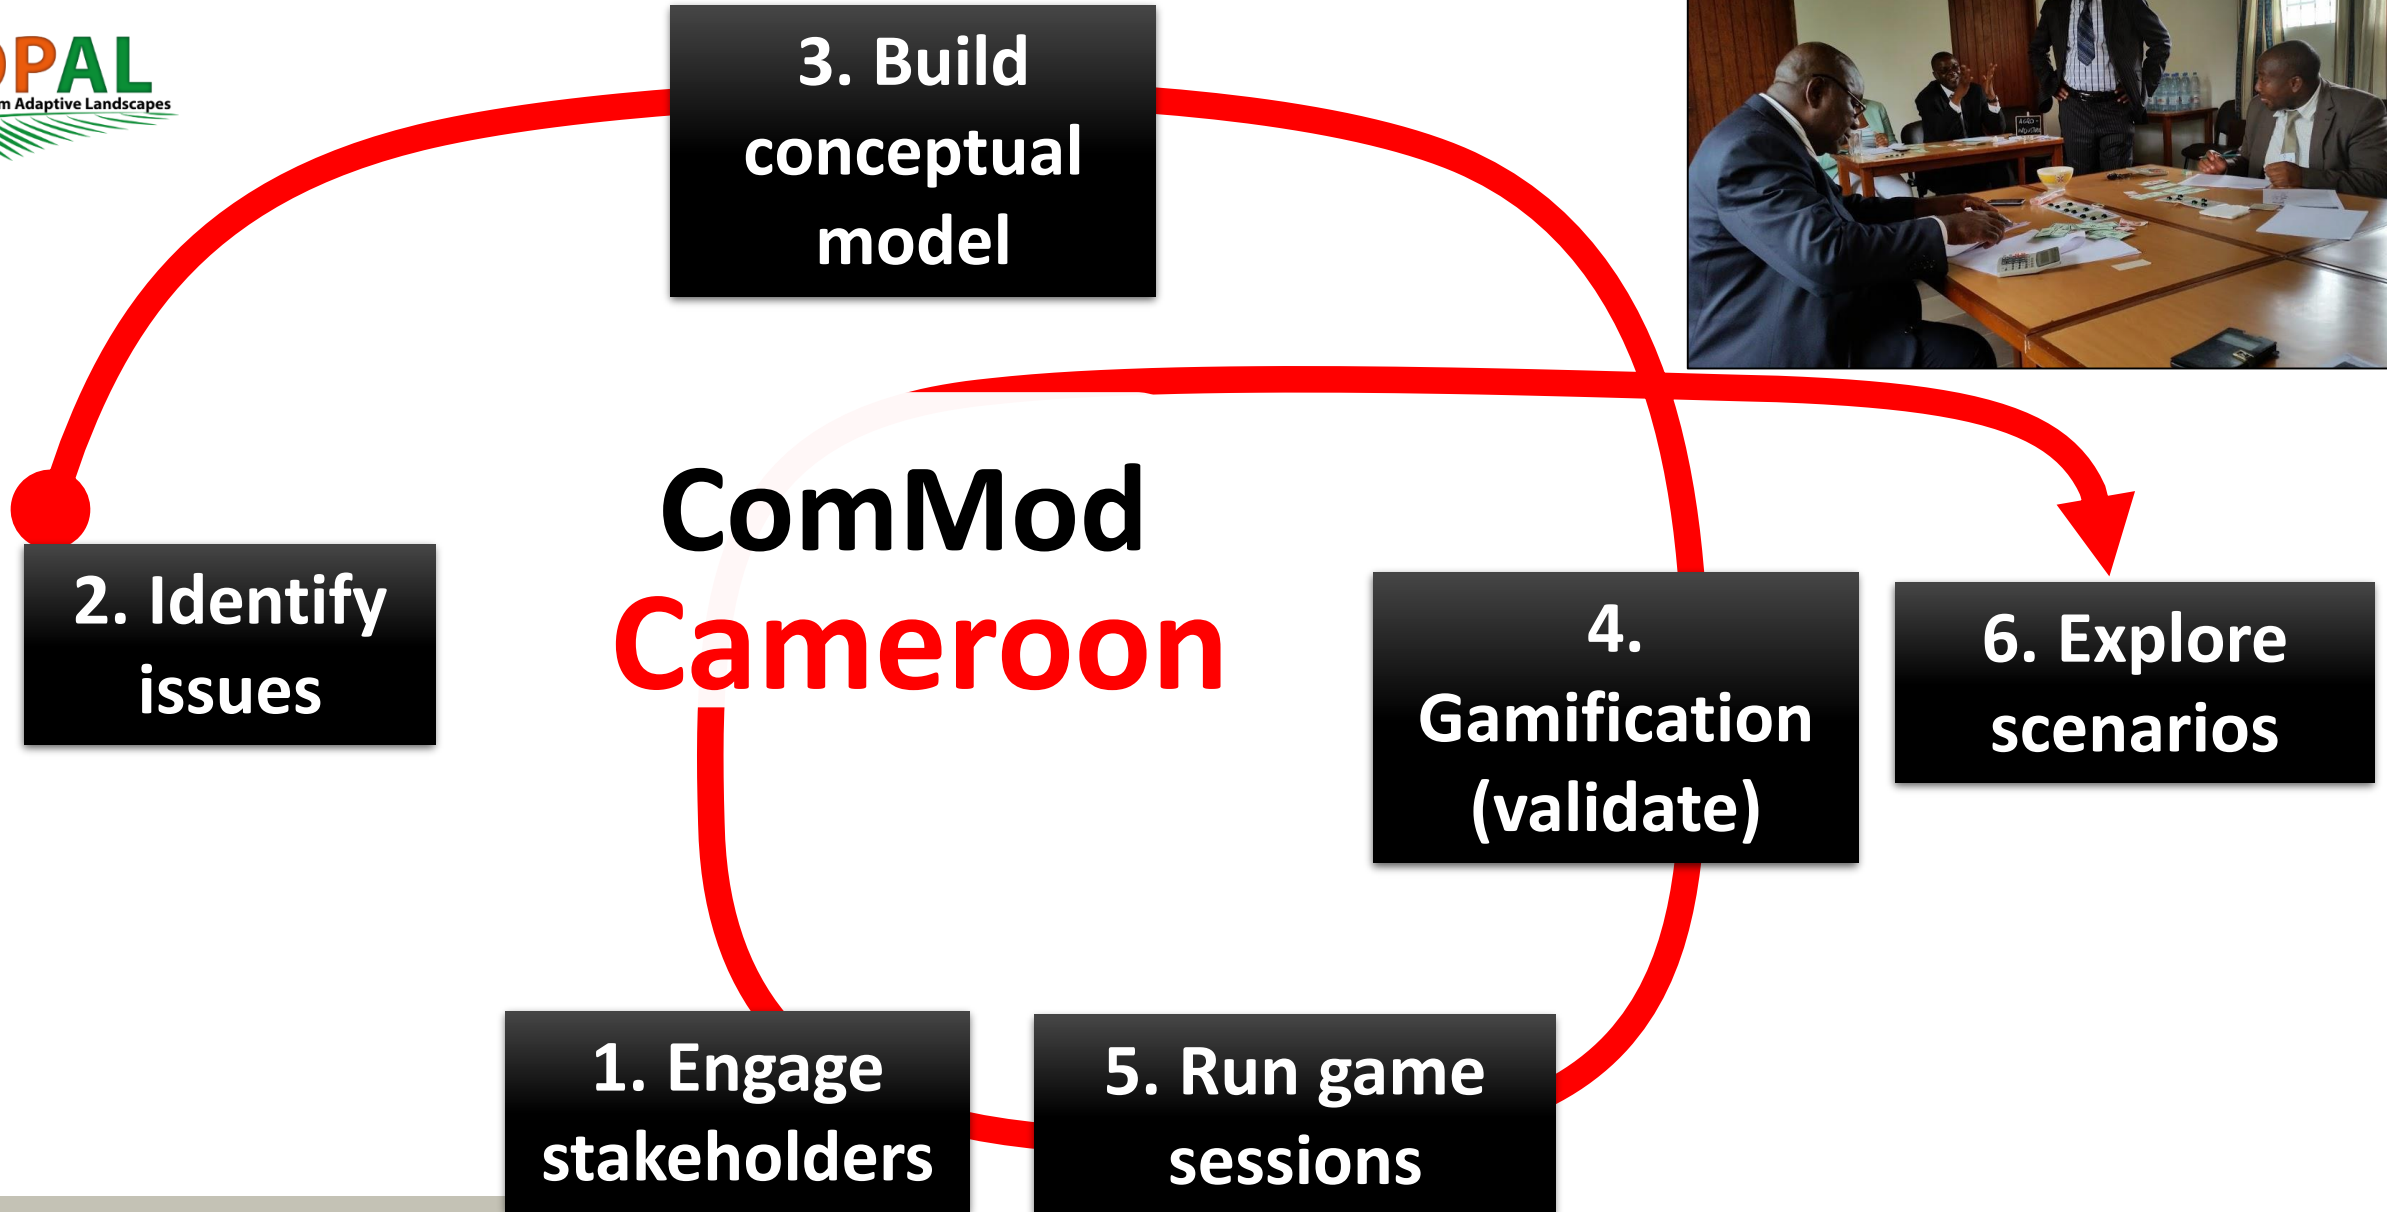 PAL
m Adaptive Landscapes
3. Build
conceptual
model
AGRO -
ComMod
Cameroon
2. Identify
issues
4.
Gamification
(validate)
6. Explore
scenarios
1. Engage
stakeholders
5. Run game
sessions